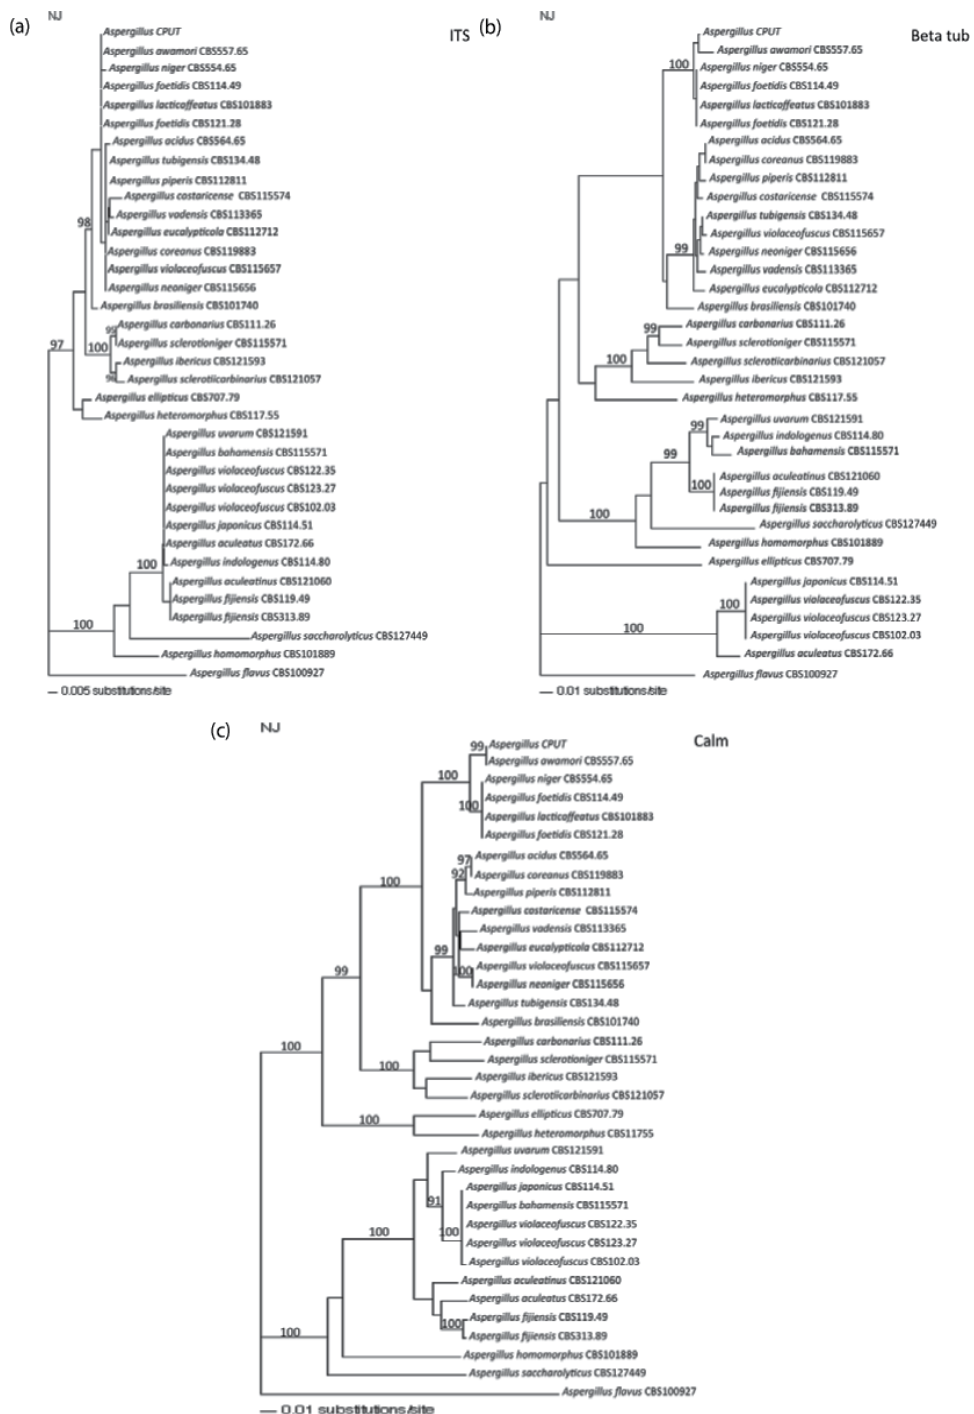 (a)
NJ
ITS
Aspergillus CPUT
Aspergillus awamori CBS557.65
Aspergillus niger CBS554.65
Aspergillus foetidis CBS114.49
Aspergillus lacticoffeatus CBS101883
Aspergillus foetidis CBS121.28
Aspergillus acidus CBS564.65
Aspergillus tubigensis CBS134.48
Aspergillus piperis CBS112811
Aspergillus costaricense CBS115574
Aspergillus vadensis CBS113365
Aspergillus eucalypticola CBS112712
98
Aspergillus coreanus CBS119883
Aspergillus violaceofuscus CBS115657
Aspergillus neoniger CBS115656
Aspergillus brasiliensis CBS101740
Aspergillus carbonarius CBS111.26
99
Aspergillus sclerotioniger CBS115571
97
100
Aspergillus ibericus CBS121593
Aspergillus sclerotiicarbinarius CBS121057
Aspergillus ellipticus CBS707.79
Aspergillus heteromorphus CBS117.55
Aspergillus uvarum CBS121591
Aspergillus bahamensis CBS115571
Aspergillus violaceofuscus CBS122.35
Aspergillus violaceofuscus CBS123.27
Aspergillus violaceofuscus CBS102.03
Aspergillus japonicus CBS114.51
Aspergillus aculeatus CBS172.66
100
Aspergillus indologenus CBS114.80
Aspergillus aculeatinus CBS121060
Aspergillus fijiensis CBS119.49
Aspergillus fijiensis CBS313.89
100
Aspergillus saccharolyticus CBS127449
Aspergillus homomorphus CBS101889
Aspergillus flavus CBS100927
0.005 substitutions/site
(b)
NJ
Beta tub
Aspergillus CPUT
Aspergillus awamori CBS557.65
100
Aspergillus niger CBS554.65
Aspergillus foetidis CBS114.49
Aspergillus lacticoffeatus CBS101883
Aspergillus foetidis CBS121.28
Aspergillus acidus CBS564.65
Aspergillus coreanus CBS119883
Aspergillus piperis CBS112811
Aspergillus costaricense CBS115574
Aspergillus tubigensis CBS134.48
Aspergillus violaceofuscus CBS115657
99
Aspergillus neoniger CBS115656
Aspergillus vadensis CBS113365
Aspergillus eucalypticola CBS112712
Aspergillus brasiliensis CBS101740
Aspergillus carbonarius CBS111.26
99
Aspergillus sclerotioniger CBS115571
100
Aspergillus sclerotiicarbinarius CBS121057
Aspergillus ibericus CBS121593
Aspergillus heteromorphus CBS117.55
Aspergillus uvarum CBS121591
99
Aspergillus indologenus CBS114.80
99
Aspergillus bahamensis CBS115571
Aspergillus aculeatinus CBS121060
100
Aspergillus fijiensis CBS119.49
Aspergillus fijiensis CBS313.89
100
Aspergillus saccharolyticus CBS127449
Aspergillus homomorphus CBS101889
Aspergillus ellipticus CBS707.79
Aspergillus japonicus CBS114.51
Aspergillus violaceofuscus CBS122.35
100
Aspergillus violaceofuscus CBS123.27
100
Aspergillus violaceofuscus CBS102.03
Aspergillus aculeatus CBS172.66
Aspergillus flavus CBS100927
0.01 substitutions/site
(c)
NJ
Calm
99
Aspergillus CPUT
Aspergillus awamori CBS557.65
100
Aspergillus niger CBS554.65
Aspergillus foetidis CBS114.49
100
Aspergillus lacticoffeatus CBS101883
Aspergillus foetidis CBS121.28
97
Aspergillus acidus CBS564.65
92
Aspergillus coreanus CBS119883
100
Aspergillus piperis CBS112811
Aspergillus costaricense CBS115574
Aspergillus vadensis CBS113365
99
Aspergillus eucalypticola CBS112712
100
Aspergillus violaceofuscus CBS115657
99
Aspergillus neoniger CBS115656
Aspergillus tubigensis CBS134.48
Aspergillus brasiliensis CBS101740
100
Aspergillus carbonarius CBS111.26
Aspergillus sclerotioniger CBS115571
100
Aspergillus ibericus CBS121593
Aspergillus sclerotiicarbinarius CBS121057
100
Aspergillus ellipticus CBS707.79
Aspergillus heteromorphus CBS11755
Aspergillus uvarum CBS121591
Aspergillus indologenus CBS114.80
Aspergillus japonicus CBS114.51
91
Aspergillus bahamensis CBS115571
100
Aspergillus violaceofuscus CBS122.35
100
Aspergillus violaceofuscus CBS123.27
Aspergillus violaceofuscus CBS102.03
Aspergillus aculeatinus CBS121060
Aspergillus aculeatus CBS172.66
Aspergillus fijiensis CBS119.49
100
Aspergillus fijiensis CBS313.89
100
Aspergillus homomorphus CBS101889
Aspergillus saccharolyticus CBS127449
Aspergillus flavus CBS100927
0.01 substitutions/site